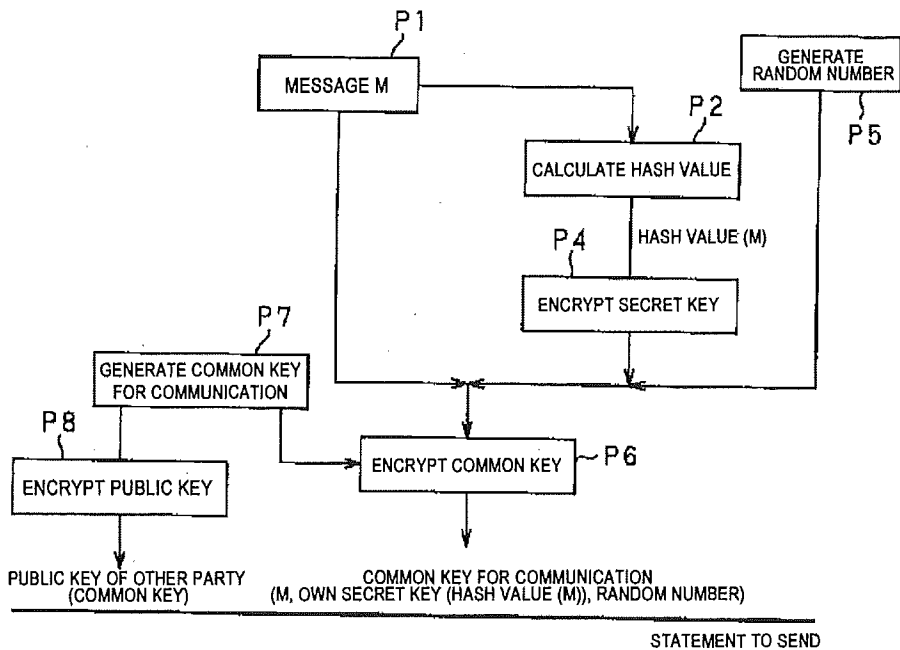 P1
MESSAGE M
GENERATE
RANDOM NUMBER
P5
P2
CALCULATE HASH VALUE
HASH VALUE (M)
P4
ENCRYPT SECRET KEY
P7
GENERATE COMMON KEY
FOR COMMUNICATION
P8
ENCRYPT PUBLIC KEY
ENCRYPT COMMON KEY
P6
PUBLIC KEY OF OTHER PARTY
(COMMON KEY)
COMMON KEY FOR COMMUNICATION
(M, OWN SECRET KEY (HASH VALUE (M)), RANDOM NUMBER)
STATEMENT TO SEND